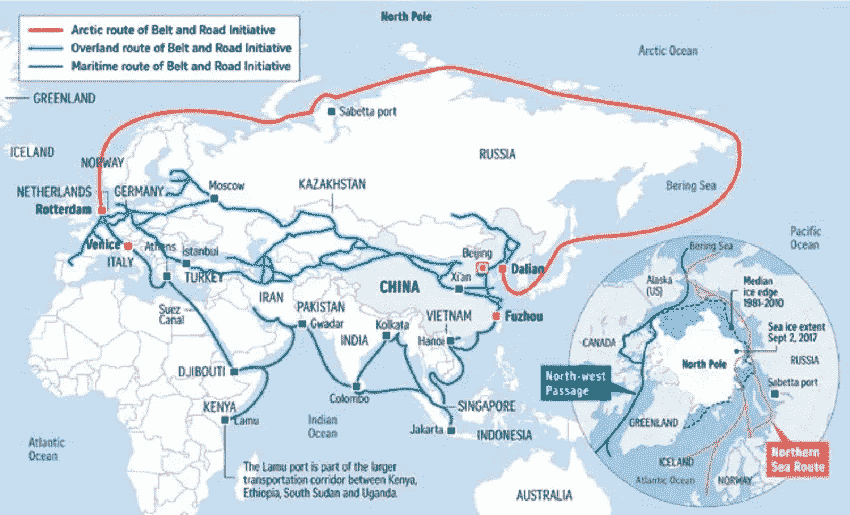 North Pole
Arctic route of Belt and Road Initiative
Overland route of Belt and Road Initiative
Maritime route of Belt and Road Initiative
Arctic Ocean
GREENLAND
Sabetta port
ICELAND
NORWAY
RUSSIA
NETHERLANDS
GERMANY
Moscow
KAZAKHSTAN
Bering Sea
Rotterdam
Pacific
Ocean
Venice
Athens
Istanbul
Beijing
Dalian
ITALY
TURKEY
Xi'an
CHINA
IRAN
Suez
Canal
PAKISTAN
Gwadar
Kolkata
VIETNAM
Fuzhou
INDIA
Hanoi
DJIBOUTI
Colombo
KENYA
Lamu
Indian
Ocean
SINGAPORE
Jakarta
INDONESIA
Atlantic
Ocean
The Lamu port is part of the larger
transportation corridor between Kenya,
Ethiopia, South Sudan and Uganda.
AUSTRALIA
Bering Sea
Alaska
(US)
Median
ice edge
1981-2010
Sea ice extent
Sept 2, 2017
CANADA
North Pole
RUSSIA
North-west
Passage
Sabetta port
GREENLAND
ICELAND
Northern
Sea Route
Atlantic Ocean
NORWAY